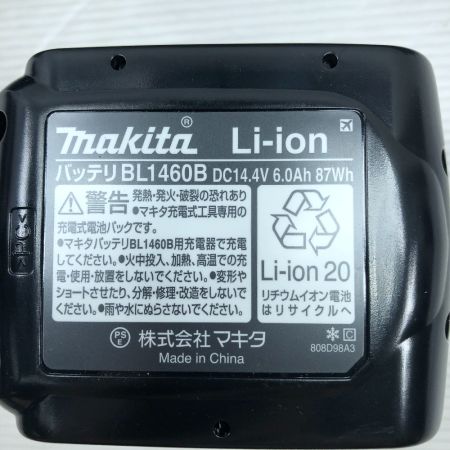 makita® Li-ion
バッテリ BL1460B DC14.4V 6.0Ah 87Wh
警告 発熱・発火・破裂の恐れあり
●マキタ充電式工具専用の
充電式電池パックです。
●マキタバッテリBL1460B用充電器で充電
してください。●火中投入、加熱、高温での充
電・使用・放置をしないでください。●変形や
ショートさせたり、分解・修理・改造をしないで
ください。●雨や水にぬらさないでください。
Li-ion 20
リチウムイオン電池
はリサイクルへ
PS
E
株式会社 マキタ
Made in China
C
808D98A3